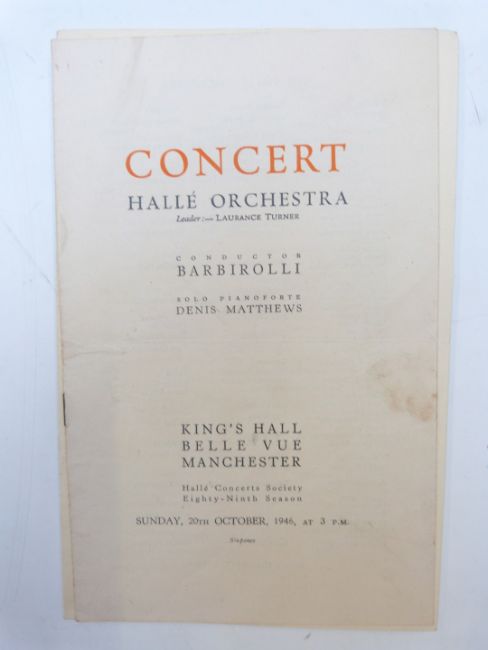 CONCERT
HALLÉ ORCHESTRA
Leader:— LAURANCE TURNER
CONDUCTOR
BARBIROLLI
SOLO PIANOFORTE
DENIS MATTHEWS
KING'S HALL
BELLE VUE
MANCHESTER
Hallé Concerts Society
Eighty-Ninth Season
SUNDAY, 20TH OCTOBER, 1946, AT 3 P.M.
Sixpence